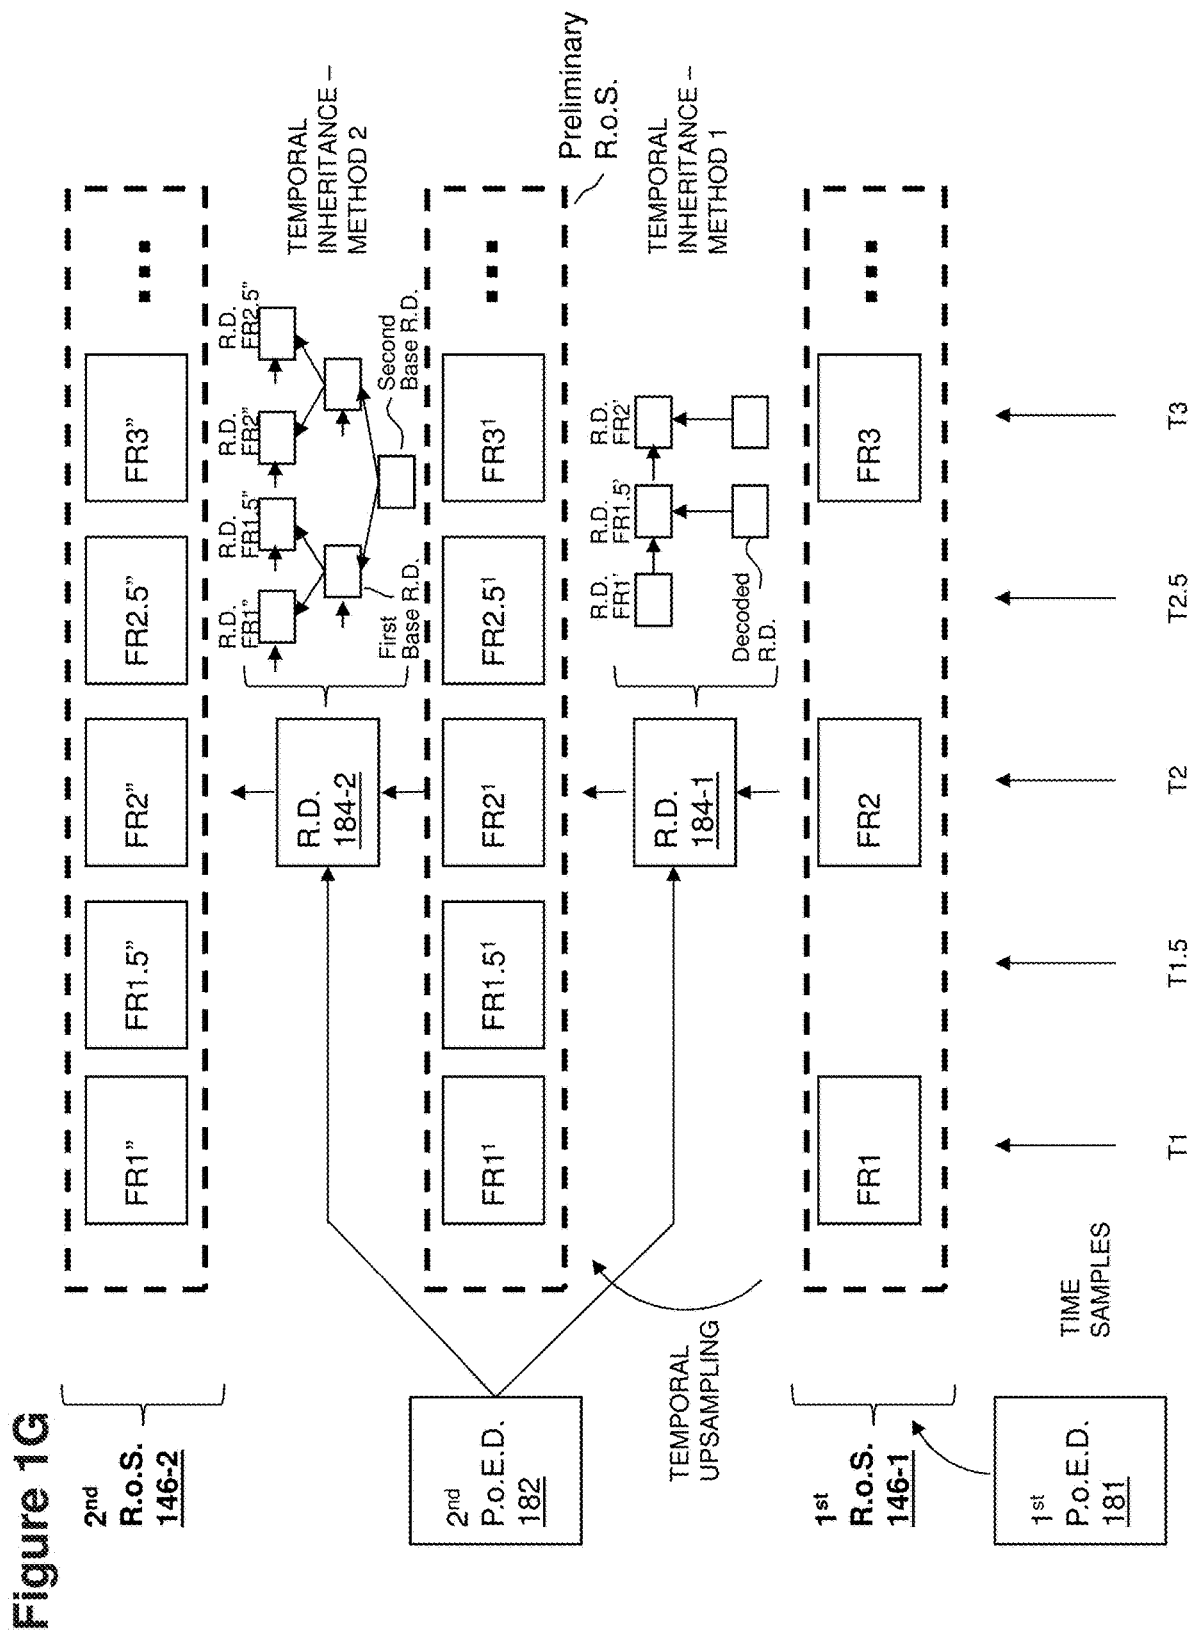 Figure 1G
2nd
R.o.S.
146-2
FR1”
FR1.5”
FR2”
FR2.5”
FR3”
R.D.
184-2
R.D.
FR1"
R.D.
FR1.5"
R.D.
FR2"
R.D.
FR2.5"
First
Base R.D.
Second
Base R.D.
TEMPORAL
INHERITANCE –
METHOD 2
2nd
P.o.E.D.
182
FR1¹
FR1.5¹
FR2¹
FR2.5¹
FR3¹
Preliminary
R.o.S.
TEMPORAL
UPSAMPLING
R.D.
184-1
R.D.
FR1'
R.D.
FR1.5'
R.D.
FR2'
Decoded
R.D.
TEMPORAL
INHERITANCE –
METHOD 1
1st
R.o.S.
146-1
FR1
FR2
FR3
1st
P.o.E.D.
181
TIME
SAMPLES
T1
T1.5
T2
T2.5
T3